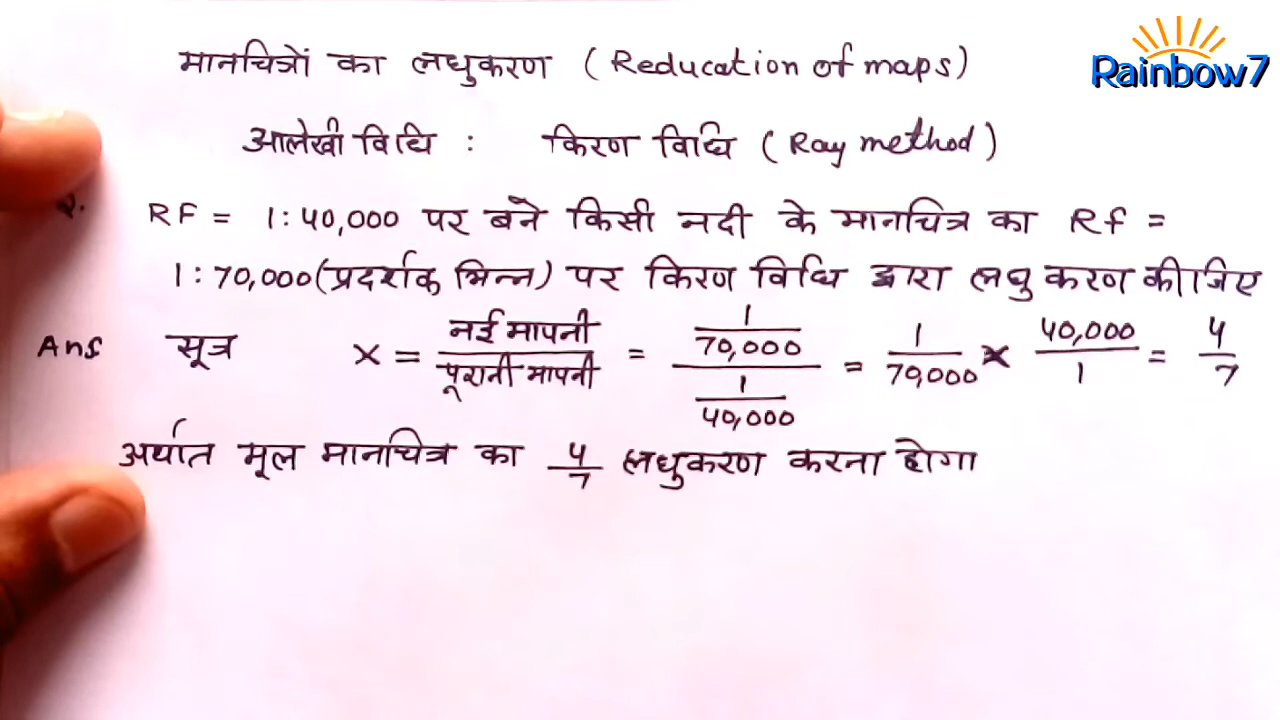 मानचित्रों का लघुकरण (Reducation of maps)
Rainbow7
आलेखी विधि : किरण विधि (Ray method)
RF = 1:40,000 पर बने किसी नदी के मानचित्र का Rf =
1:70,000(प्रदर्शक भिन्न) पर किरण विधि द्वारा लघु करण कीजिए
Ans सूत्र X = नई मापनी / पूरानी मापनी = 1/70,000 / 1/40,000 = 1/70,000 × 40,000/1 = 4/7
अर्थात मूल मानचित्र का 4/7 लघुकरण करना होगा